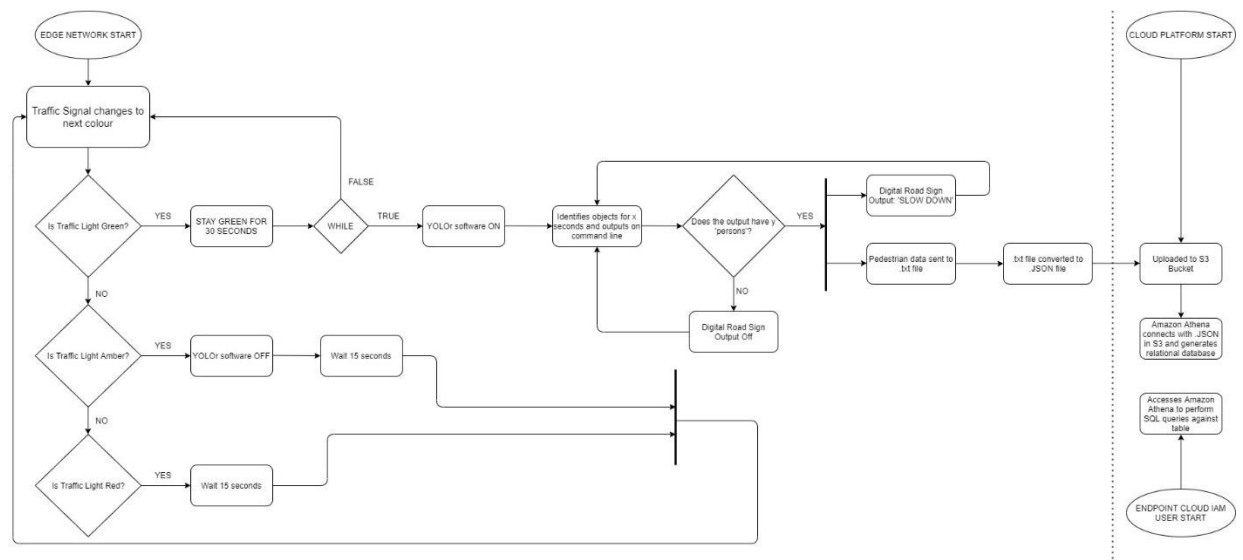 EDGE NETWORK START
Traffic Signal changes to
next colour
Is Traffic Light Green?
YES
STAY GREEN FOR
30 SECONDS
FALSE
WHILE
TRUE
YOLOr software ON
Identifies objects for x
seconds and outputs on
command line
Does the output have y
'persons'?
YES
Digital Road Sign
Output: 'SLOW DOWN'
Pedestrian data sent to
.txt file
.txt file converted to
.JSON file
NO
Digital Road Sign
Output Off
NO
Is Traffic Light Amber?
YES
YOLOr software OFF
Wait 15 seconds
NO
Is Traffic Light Red?
YES
Wait 15 seconds
CLOUD PLATFORM START
Uploaded to S3
Bucket
Amazon Athena
connects with .JSON
in S3 and generates
relational database
Accesses Amazon
Athena to perform
SQL queries against
table
ENDPOINT CLOUD IAM
USER START